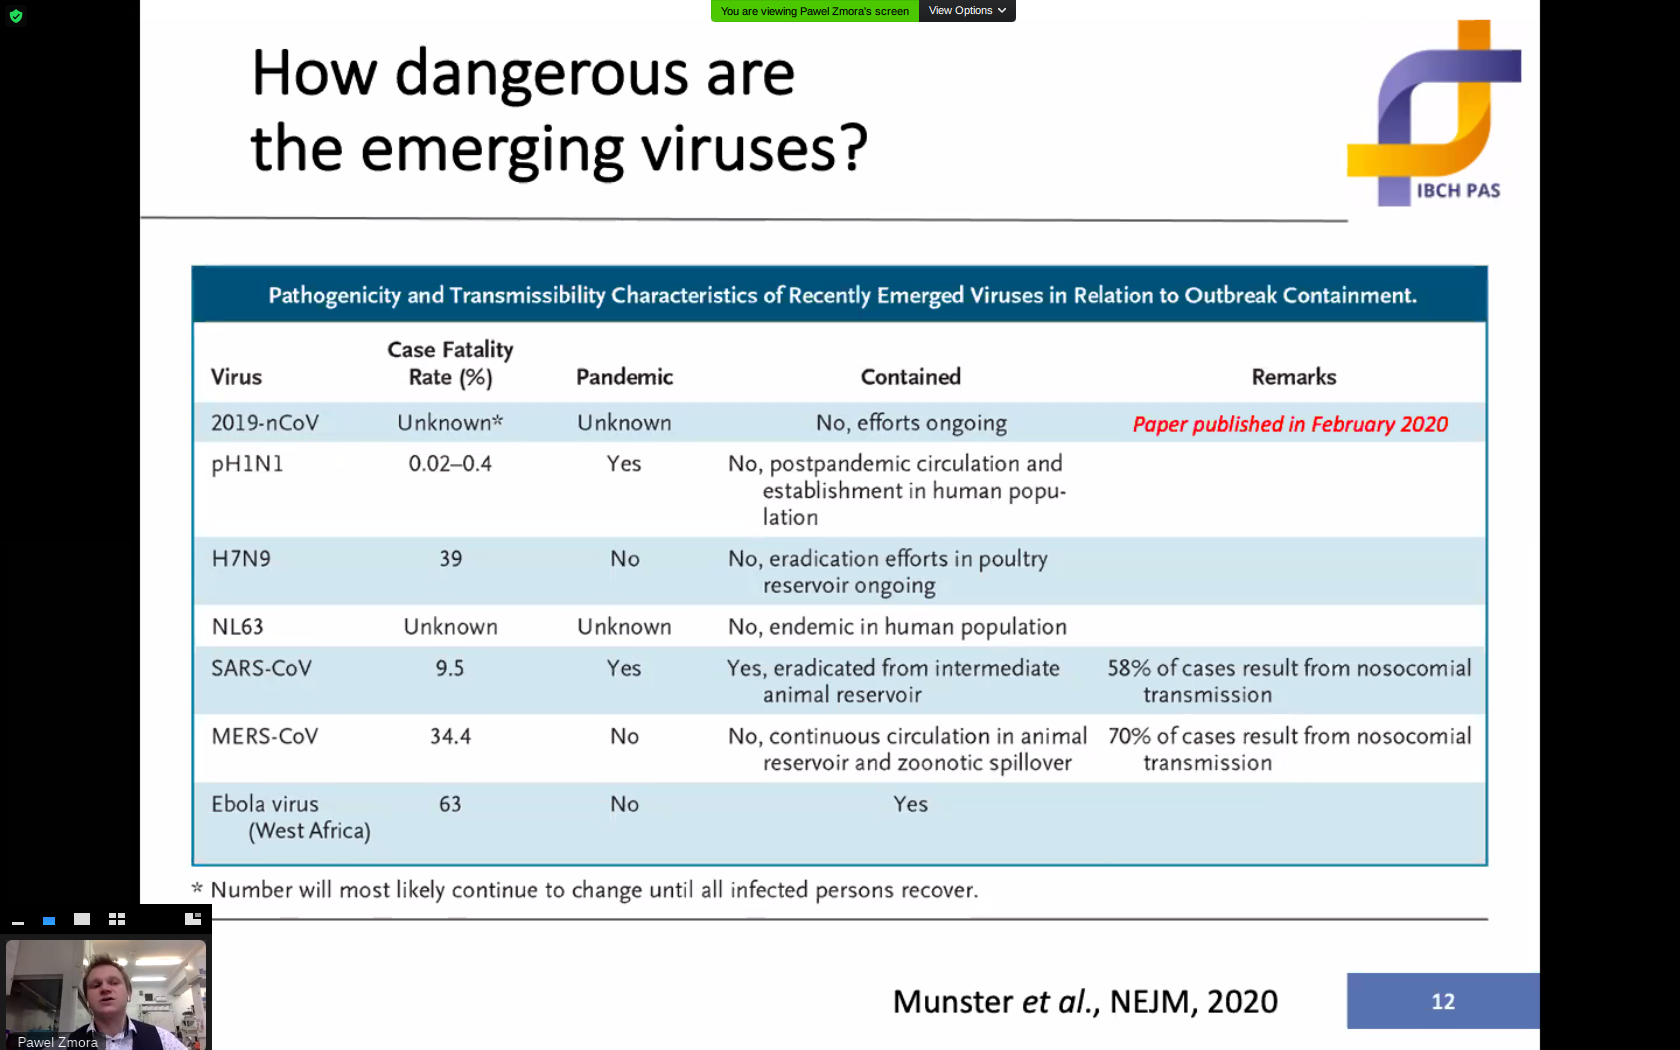 You are viewing Pawel Zmora's screen View Options
How dangerous are
the emerging viruses?
IBCH PAS
Pathogenicity and Transmissibility Characteristics of Recently Emerged Viruses in Relation to Outbreak Containment.
Virus Case Fatality Rate (%) Pandemic Contained Remarks
2019-nCoV Unknown* Unknown No, efforts ongoing Paper published in February 2020
pH1N1 0.02–0.4 Yes No, postpandemic circulation and
establishment in human popu-
lation
H7N9 39 No No, eradication efforts in poultry
reservoir ongoing
NL63 Unknown Unknown No, endemic in human population
SARS-CoV 9.5 Yes Yes, eradicated from intermediate 58% of cases result from nosocomial
animal reservoir transmission
MERS-CoV 34.4 No No, continuous circulation in animal 70% of cases result from nosocomial
reservoir and zoonotic spillover transmission
Ebola virus 63 No Yes
(West Africa)
* Number will most likely continue to change until all infected persons recover.
Munster et al., NEJM, 2020
12
Pawel Zmora